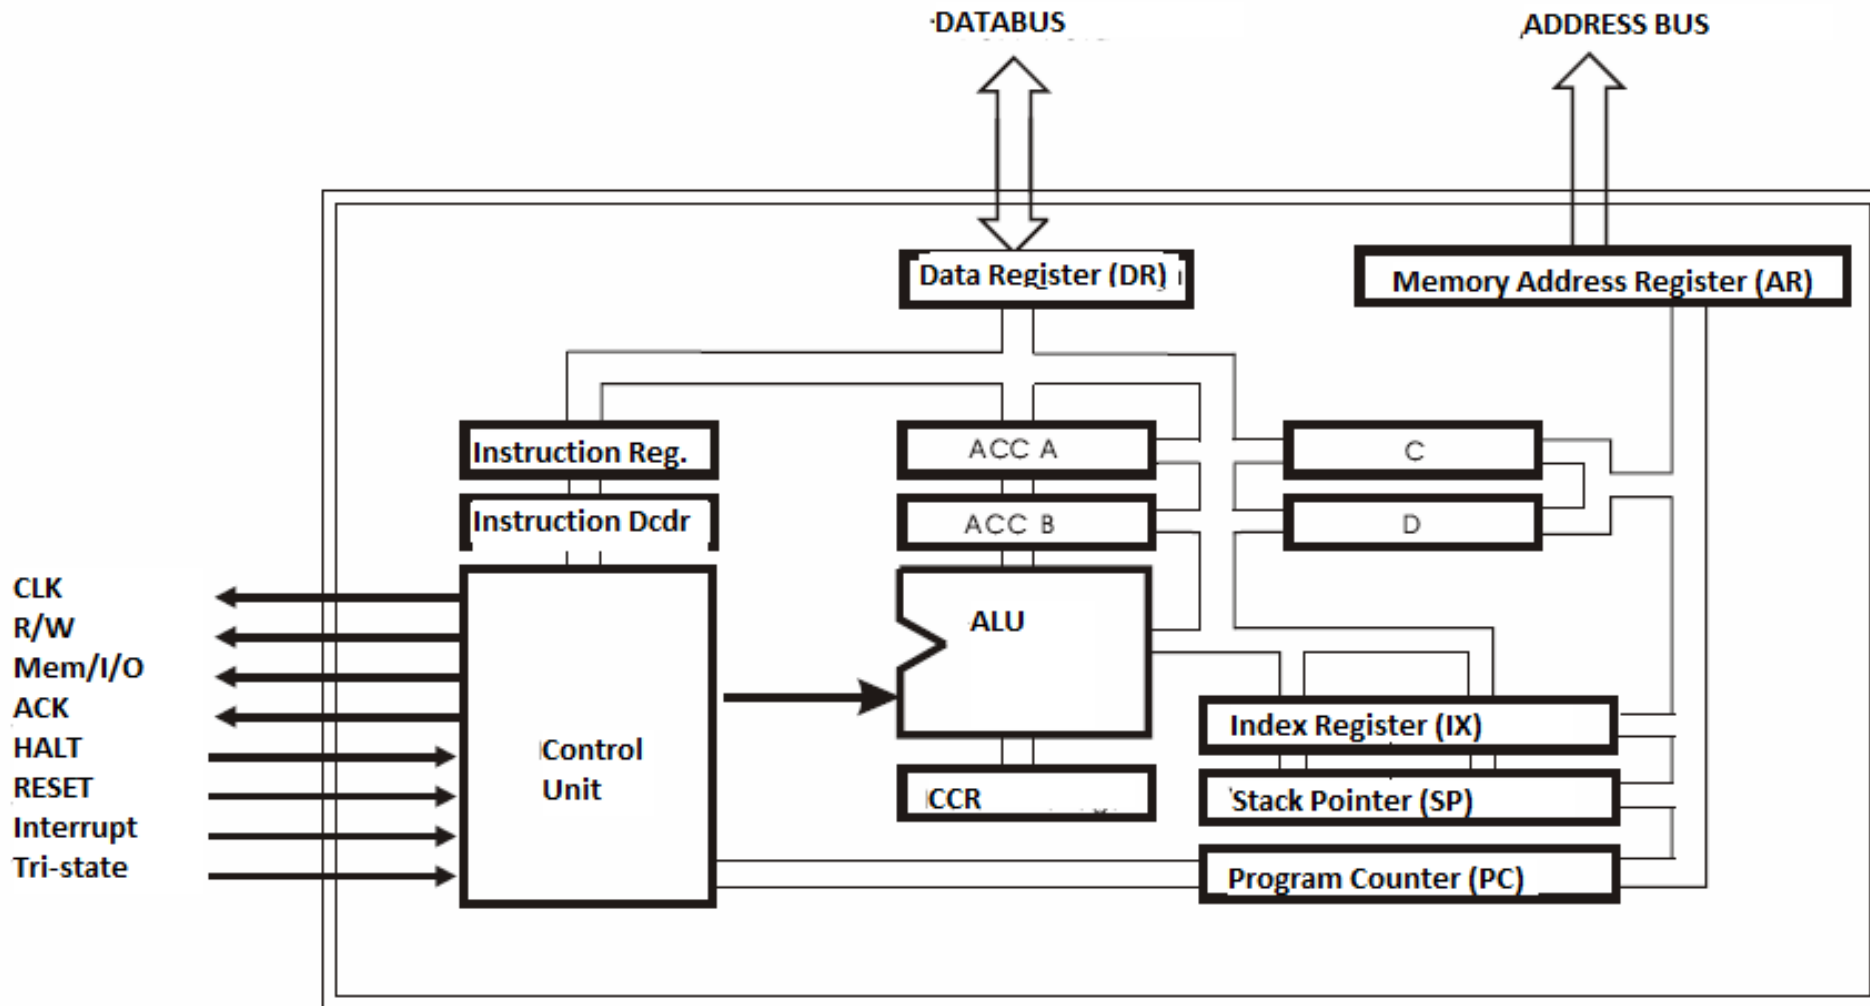 DATABUS
ADDRESS BUS
Data Register (DR)
Memory Address Register (AR)
Instruction Reg.
ACC A
C
Instruction Dcdr
ACC B
D
CLK
R/W
Mem/I/O
ACK
HALT
RESET
Interrupt
Tri-state
Control
Unit
ALU
CCR
Index Register (IX)
Stack Pointer (SP)
Program Counter (PC)